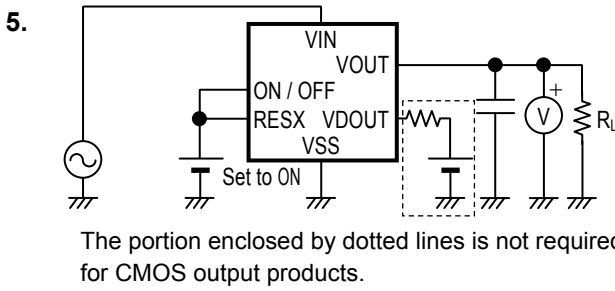 5.
VIN
VOUT
ON / OFF
RESX VDOUT
VSS
Set to ON
+
V
RL
The portion enclosed by dotted lines is not required
for CMOS output products.